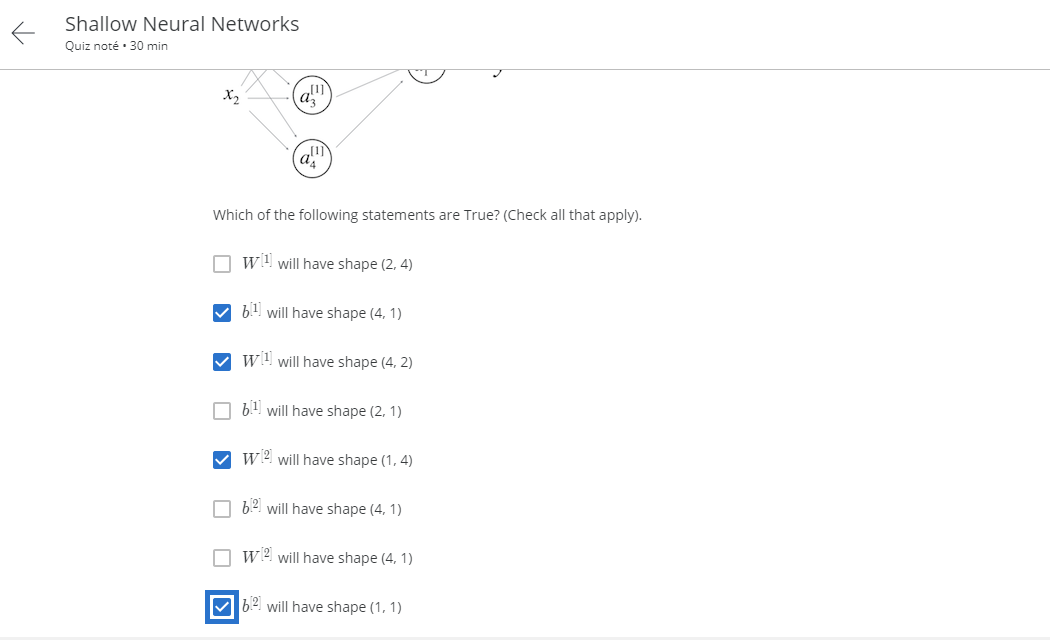 Shallow Neural Networks
Quiz noté • 30 min
x₂
a₃^[1]
a₄^[1]
Which of the following statements are True? (Check all that apply).
W^[1] will have shape (2, 4)
b^[1] will have shape (4, 1)
W^[1] will have shape (4, 2)
b^[1] will have shape (2, 1)
W^[2] will have shape (1, 4)
b^[2] will have shape (4, 1)
W^[2] will have shape (4, 1)
b^[2] will have shape (1, 1)